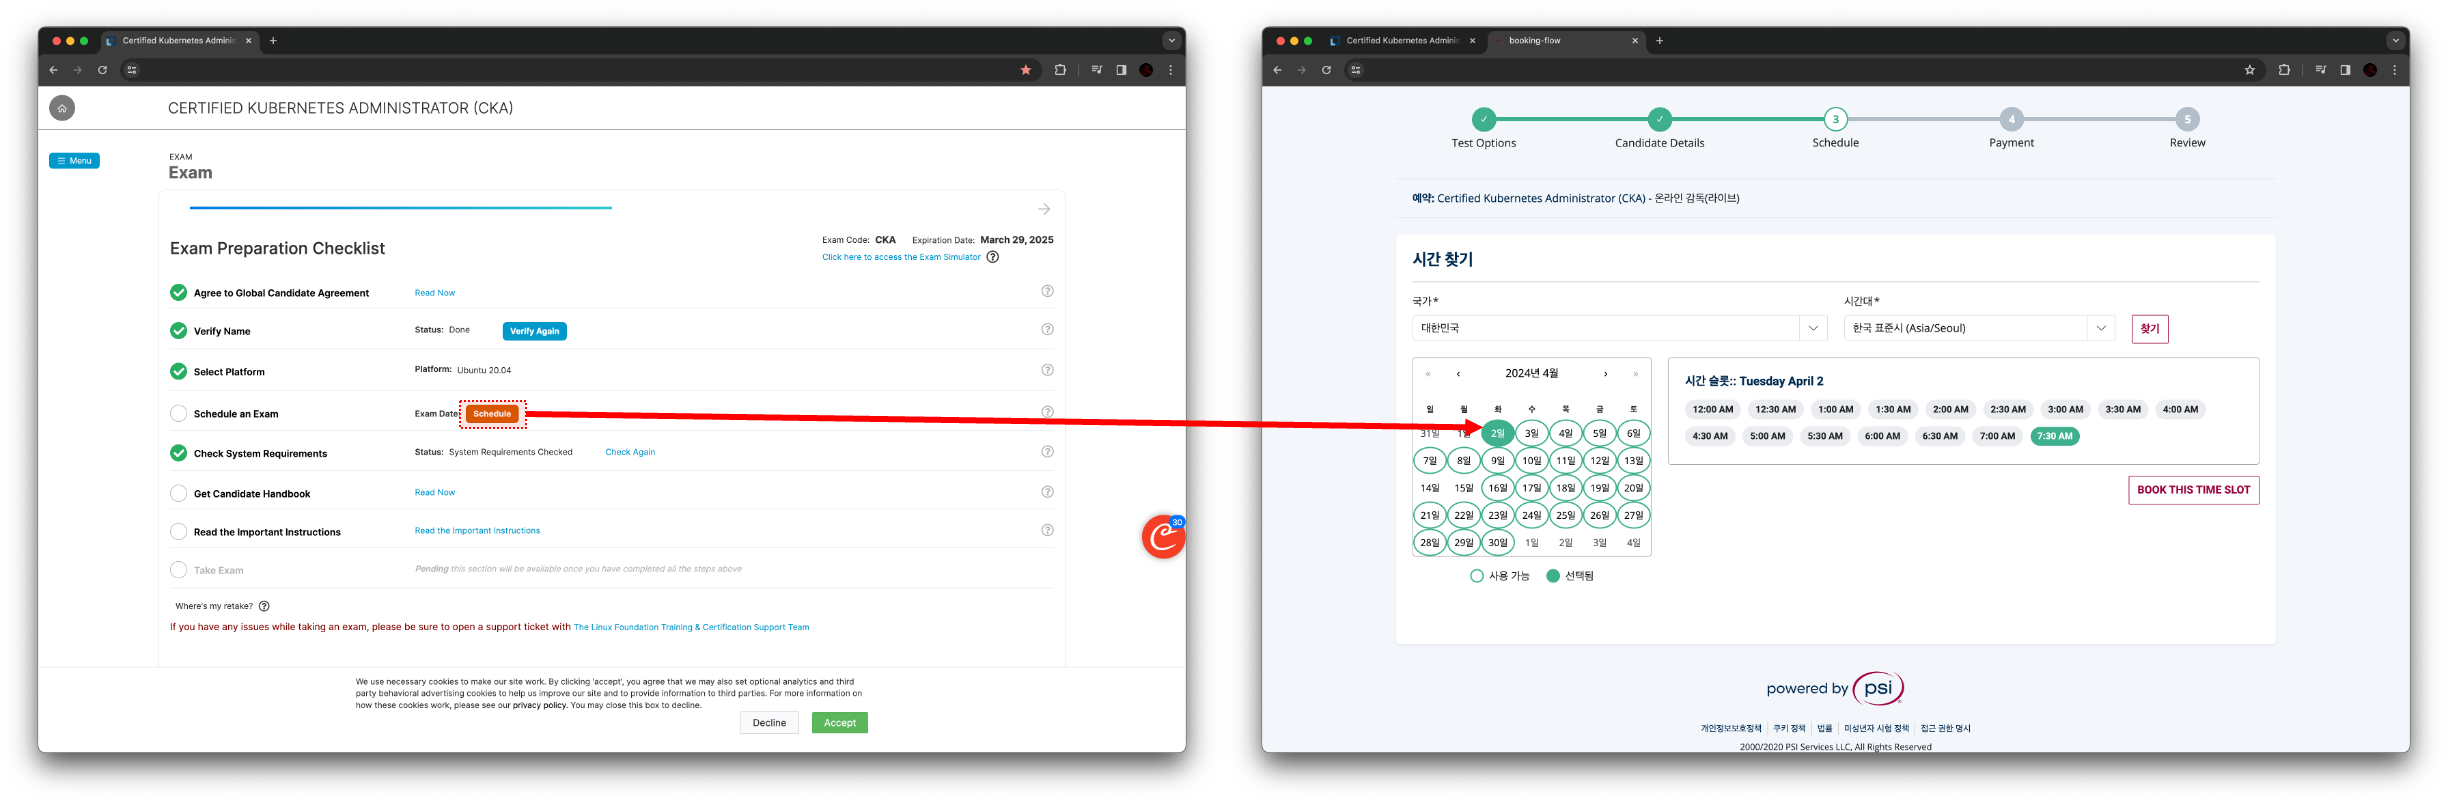 Certified Kubernetes Adminis
CERTIFIED KUBERNETES ADMINISTRATOR (CKA)
Menu
EXAM
Exam
Exam Preparation Checklist
Exam Code: CKA Expiration Date: March 29, 2025
Click here to access the Exam Simulator ?
Agree to Global Candidate Agreement Read Now ?
Verify Name Status: Done Verify Again ?
Select Platform Platform: Ubuntu 20.04 ?
Schedule an Exam Exam Date: Schedule ?
Check System Requirements Status: System Requirements Checked Check Again ?
Get Candidate Handbook Read Now ?
Read the Important Instructions Read the Important Instructions ?
30
Take Exam Pending this section will be available once you have completed all the steps above
Where's my retake? ?
If you have any issues while taking an exam, please be sure to open a support ticket with The Linux Foundation Training & Certification Support Team
We use necessary cookies to make our site work. By clicking 'accept', you agree that we may also set optional analytics and third
party behavioral advertising cookies to help us improve our site and to provide information to third parties. For more information on
how these cookies work, please see our privacy policy. You may close this box to decline.
Decline Accept
Certified Kubernetes Adminis booking-flow
3 4 5
Test Options Candidate Details Schedule Payment Review
예약: Certified Kubernetes Administrator (CKA) - 온라인 감독(라이브)
시간 찾기
국가* 시간대*
대한민국 한국 표준시 (Asia/Seoul) 찾기
« ‹ 2024년 4월 › »
일 월 화 수 목 금 토
31일 1일 2일 3일 4일 5일 6일
7일 8일 9일 10일 11일 12일 13일
14일 15일 16일 17일 18일 19일 20일
21일 22일 23일 24일 25일 26일 27일
28일 29일 30일 1일 2일 3일 4일
사용 가능 선택됨
시간 슬롯:: Tuesday April 2
12:00 AM 12:30 AM 1:00 AM 1:30 AM 2:00 AM 2:30 AM 3:00 AM 3:30 AM 4:00 AM
4:30 AM 5:00 AM 5:30 AM 6:00 AM 6:30 AM 7:00 AM 7:30 AM
BOOK THIS TIME SLOT
powered by psi
개인정보보호정책 쿠키 정책 법률 미성년자 시험 정책 접근 권한 명시
2000/2020 PSI Services LLC, All Rights Reserved